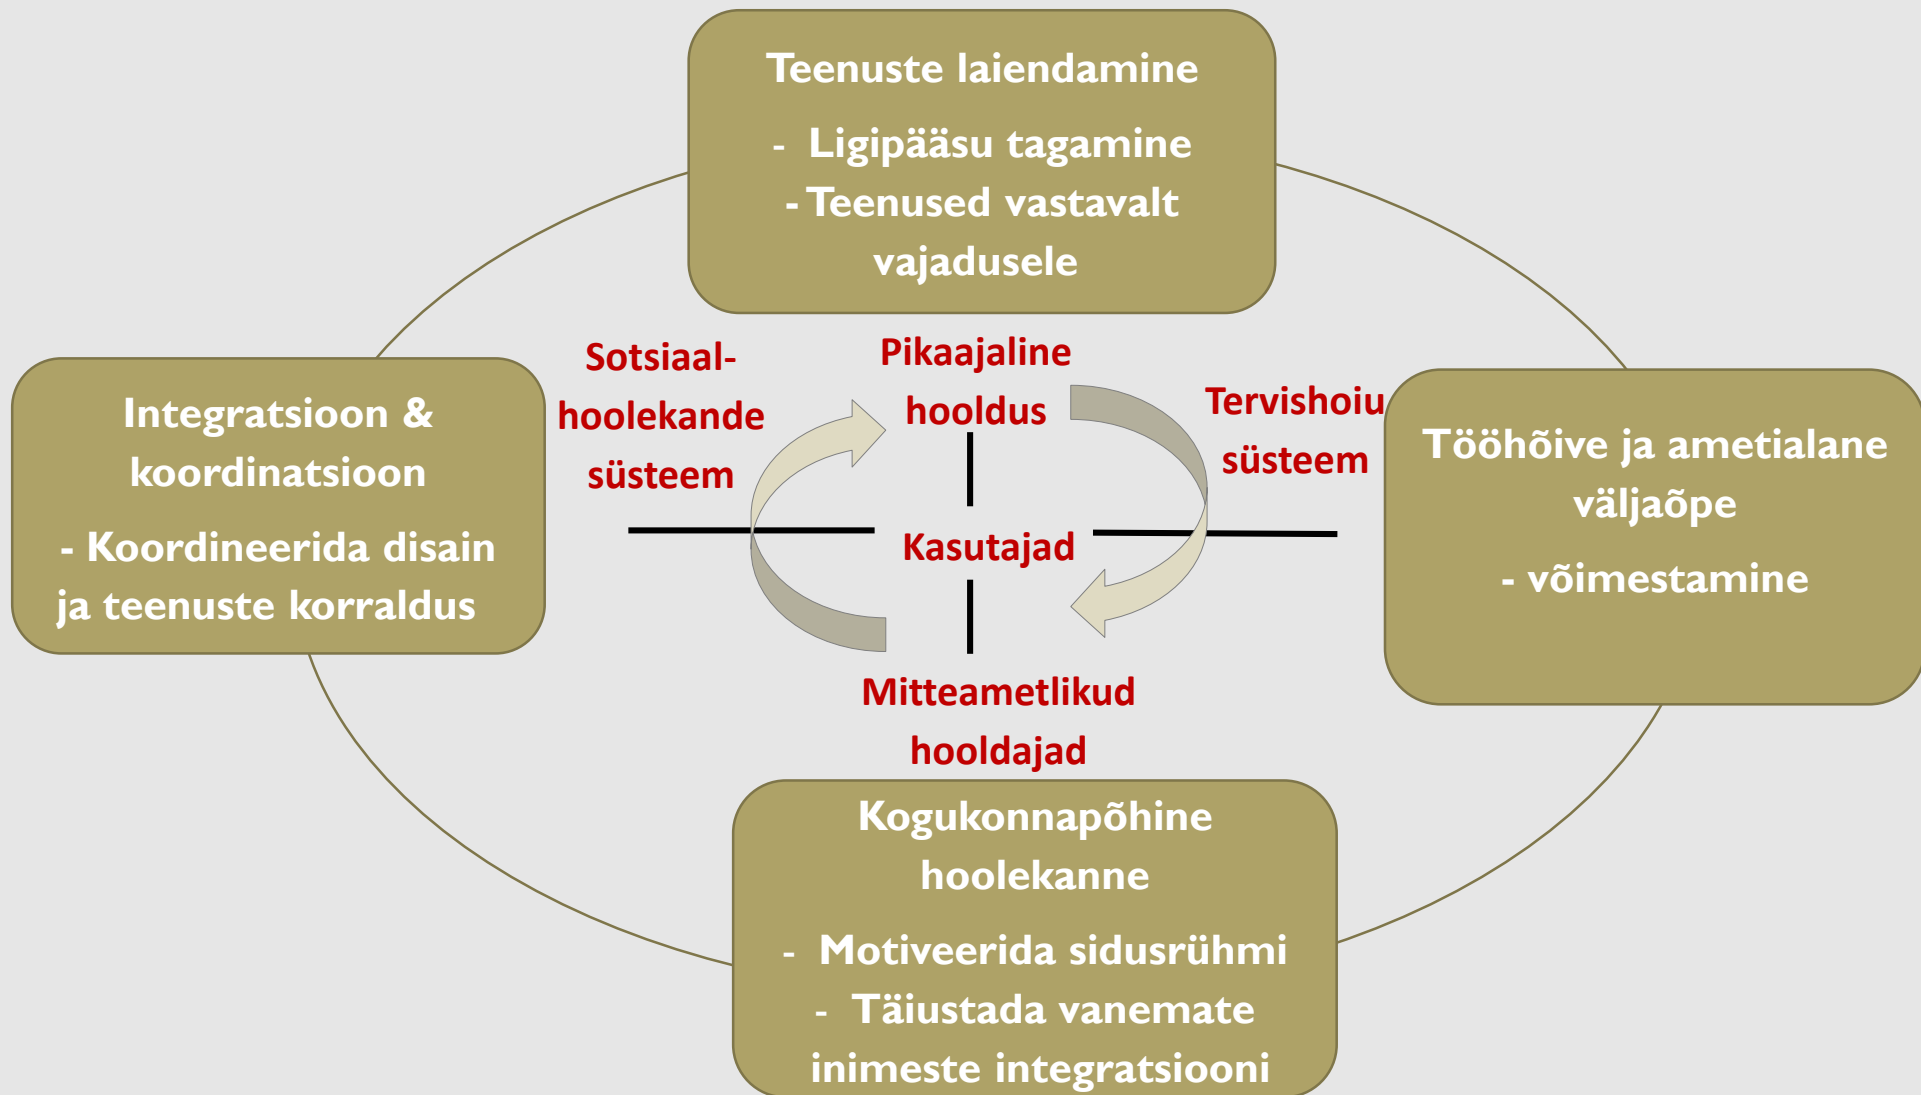 Teenuste laiendamine
- Ligipääsu tagamine
- Teenused vastavalt
vajadusele
Sotsiaal-
hoolekande
süsteem
Pikaajaline
hooldus
Tervishoiu
süsteem
Integratsioon &
koordinatsioon
- Koordineerida disain
ja teenuste korraldus
Kasutajad
Tööhõive ja ametialane
väljaõpe
- võimestamine
Mitteametlikud
hooldajad
Kogukonnapõhine
hoolekanne
- Motiveerida sidusrühmi
- Täiustada vanemate
inimeste integratsiooni